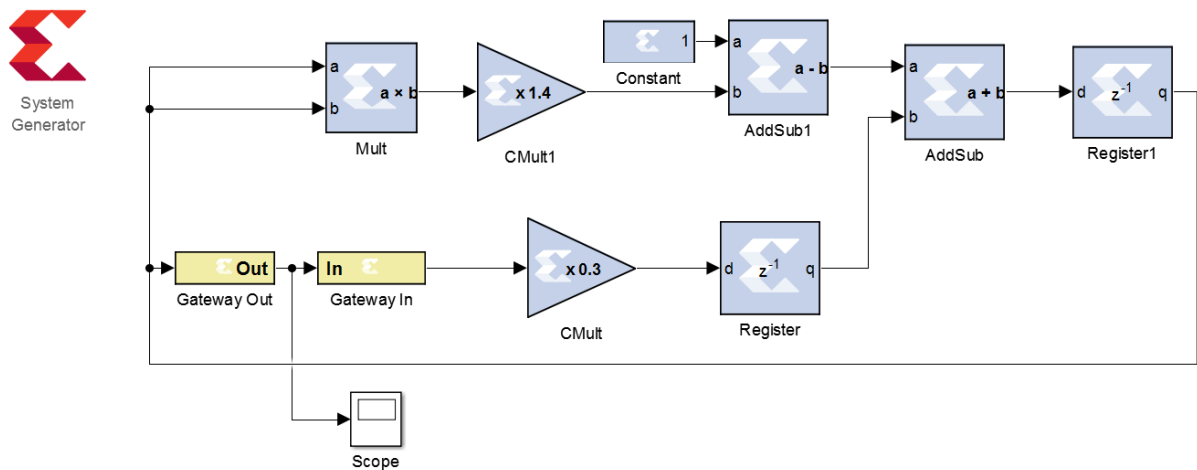 System
Generator
a
b
a × b
Mult
x 1.4
CMult1
1
Constant
a
b
a - b
AddSub1
a
b
a + b
AddSub
d
z-1
q
Register1
Out
Gateway Out
In
Gateway In
x 0.3
CMult
d
z-1
q
Register
Scope